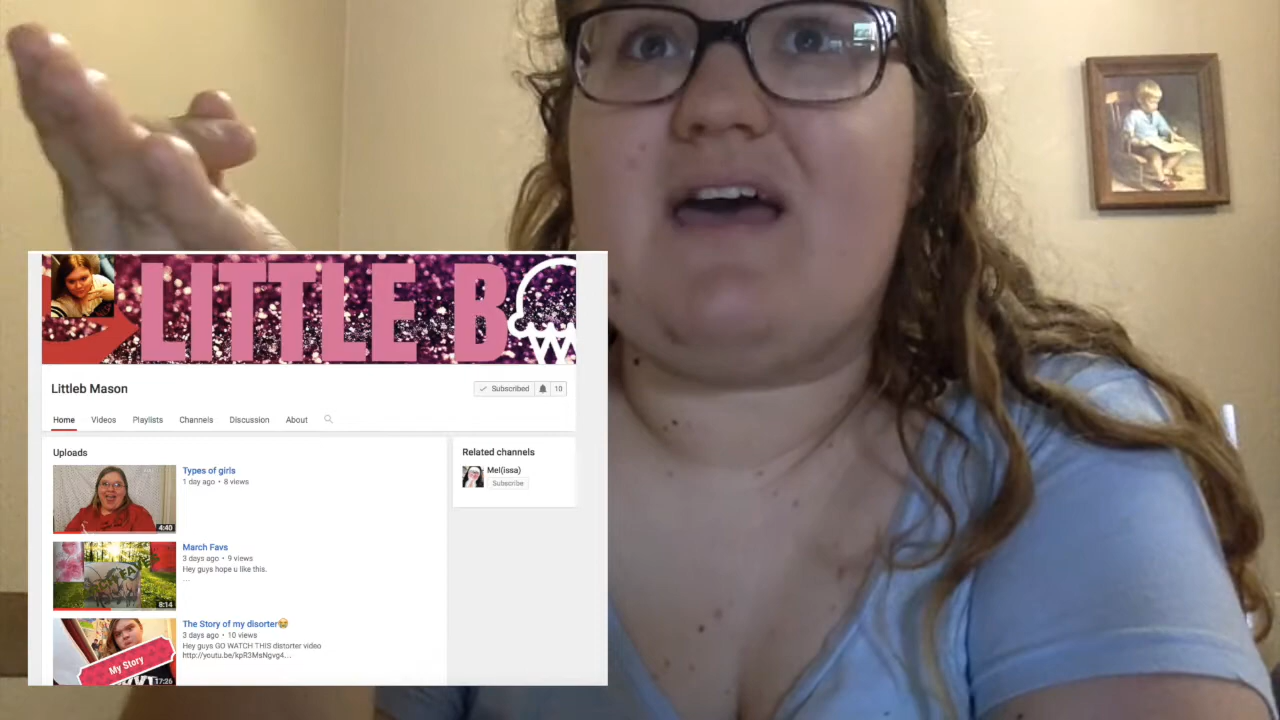 LITTLE B
Littleb Mason
Subscribed 10
Home Videos Playlists Channels Discussion About
Uploads
Related channels
Mel(issa)
Subscribe
Types of girls
1 day ago • 8 views
4:40
March Favs
3 days ago • 9 views
Hey guys hope u like this.
...
8:14
The Story of my disorter😭
3 days ago • 10 views
Hey guys GO WATCH THIS distorter video
http://youtu.be/kpR3MsNgvg4...
My Story
17:26